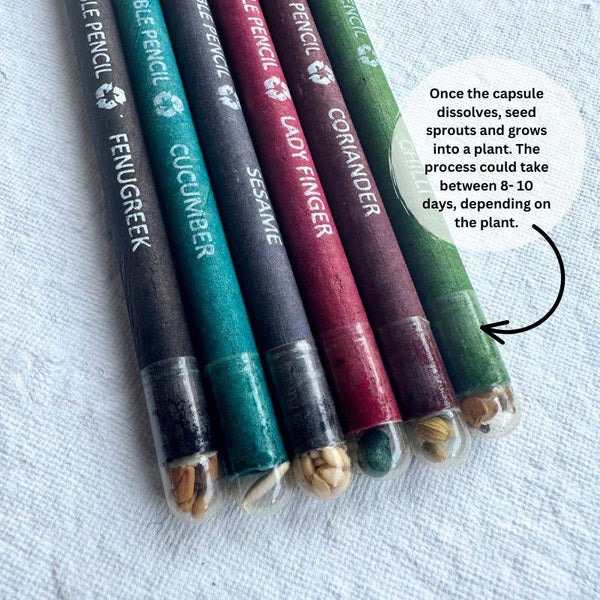 BLE PENCIL
FENUGREEK
BLE PENCIL
CUCUMBER
BLE PENCIL
SESAME
BLE PENCIL
LADY FINGER
PENCIL
CORIANDER
Once the capsule
dissolves, seed
sprouts and grows
into a plant. The
process could take
between 8- 10
days, depending on
the plant.